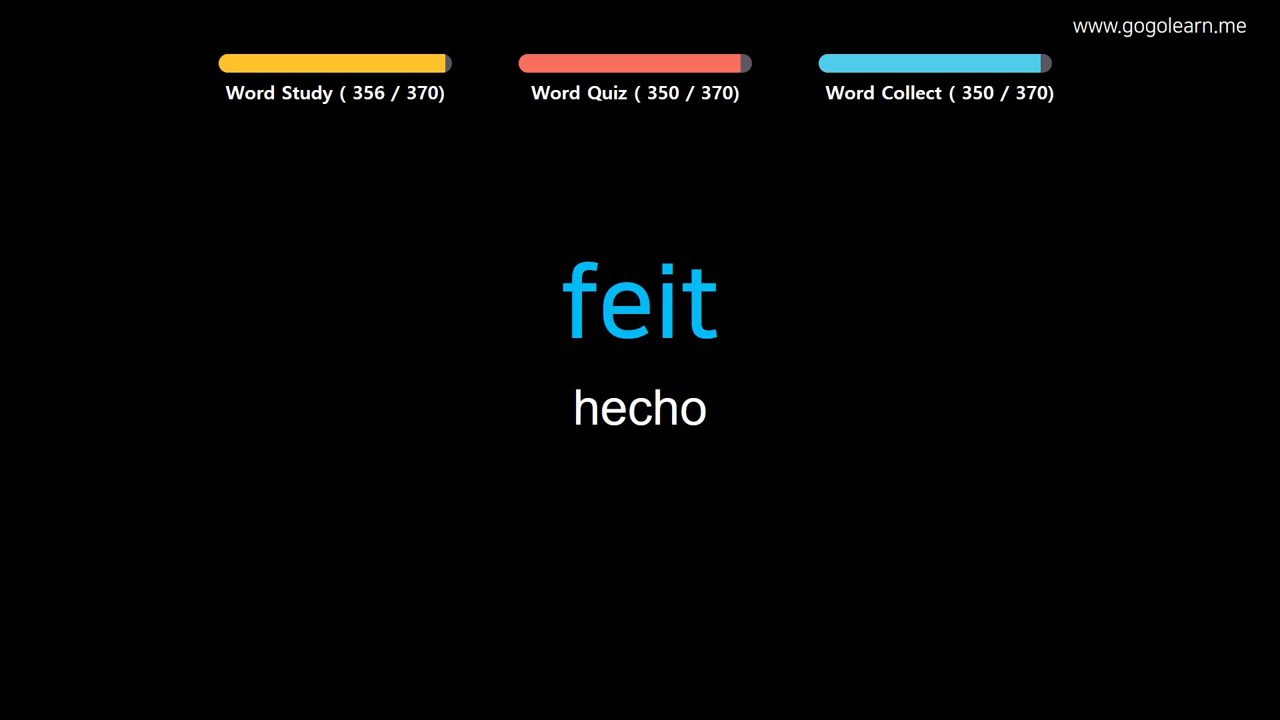 www.gogolearn.me
Word Study ( 356 / 370)
Word Quiz ( 350 / 370)
Word Collect ( 350 / 370)
feit
hecho